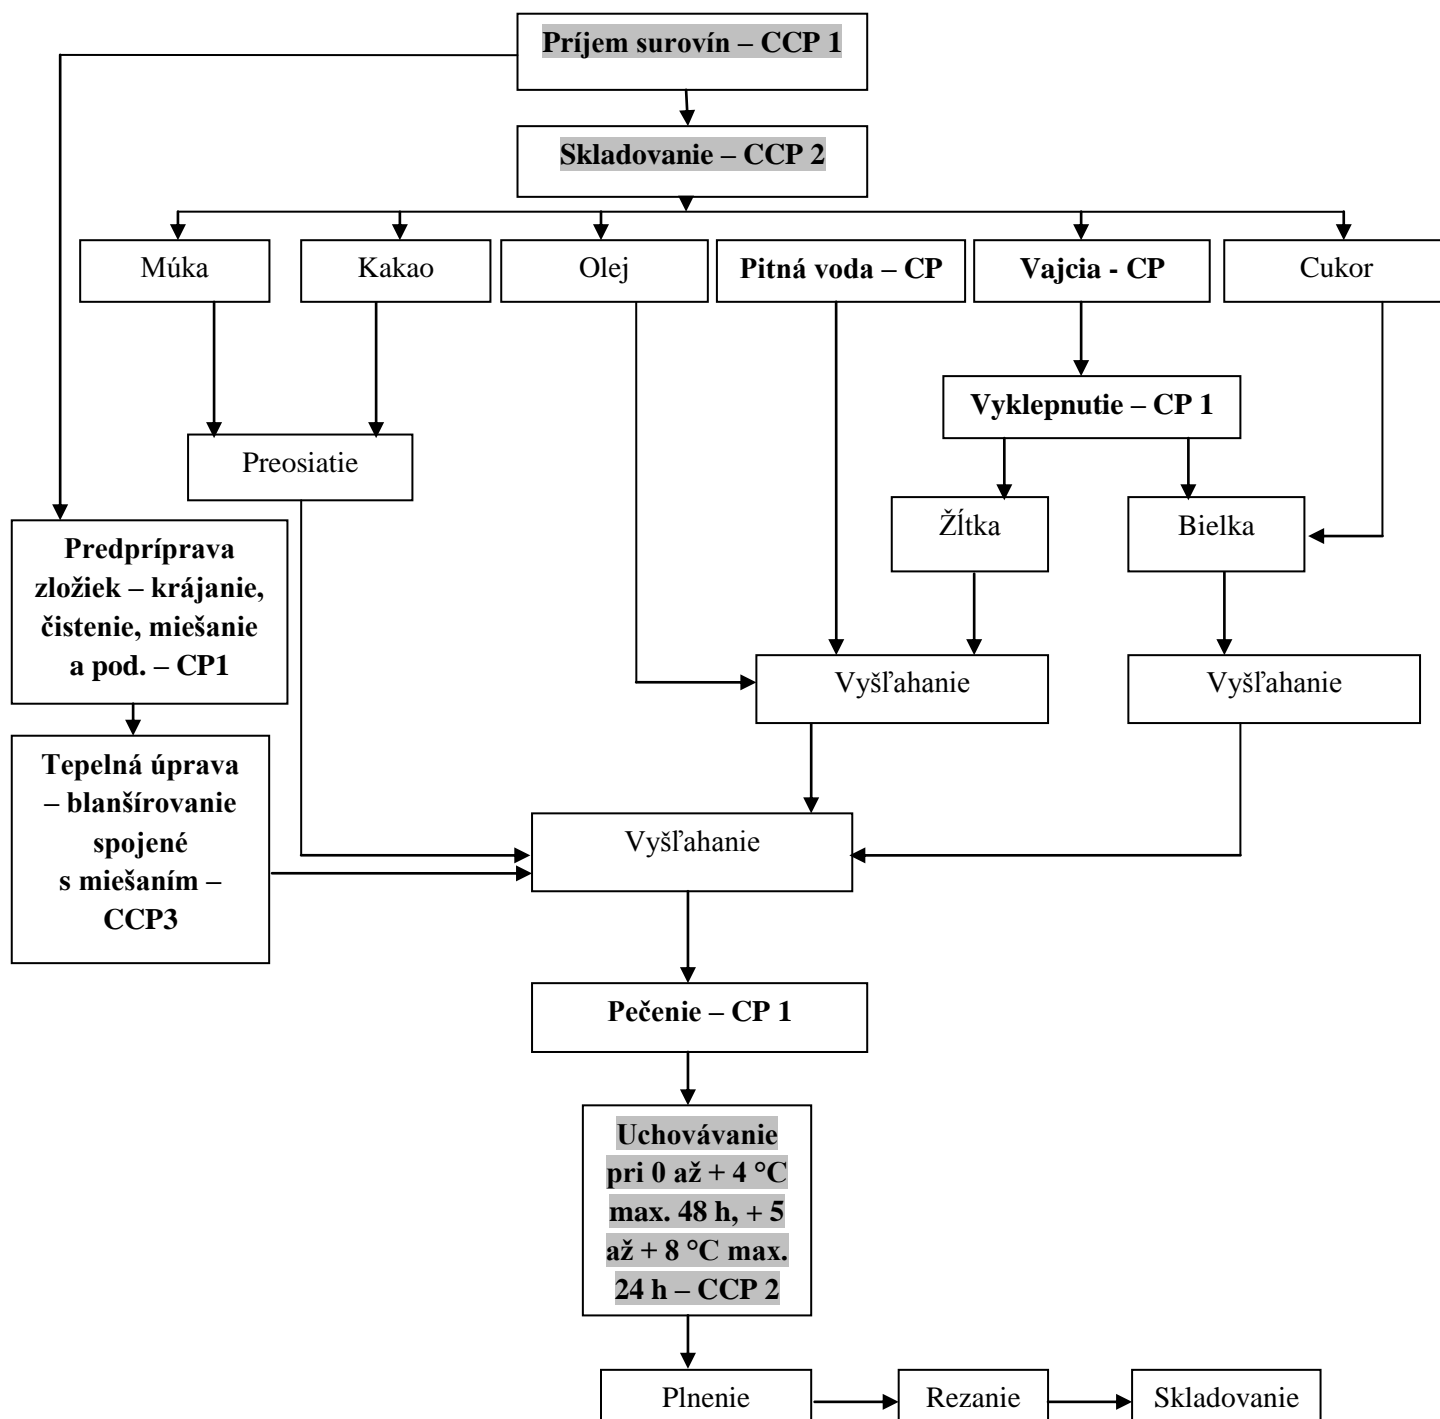 Príjem surovín – CCP 1
Skladovanie – CCP 2
Múka
Kakao
Olej
Pitná voda – CP
Vajcia - CP
Cukor
Vyklepnutie – CP 1
Preosiatie
Žĺtka
Bielka
Predpríprava
zložiek – krájanie,
čistenie, miešanie
a pod. – CP1
Vyšľahanie
Vyšľahanie
Tepelná úprava
– blanšírovanie
spojené
s miešaním –
CCP3
Vyšľahanie
Pečenie – CP 1
Uchovávanie
pri 0 až + 4 °C
max. 48 h, + 5
až + 8 °C max.
24 h – CCP 2
Plnenie
Rezanie
Skladovanie